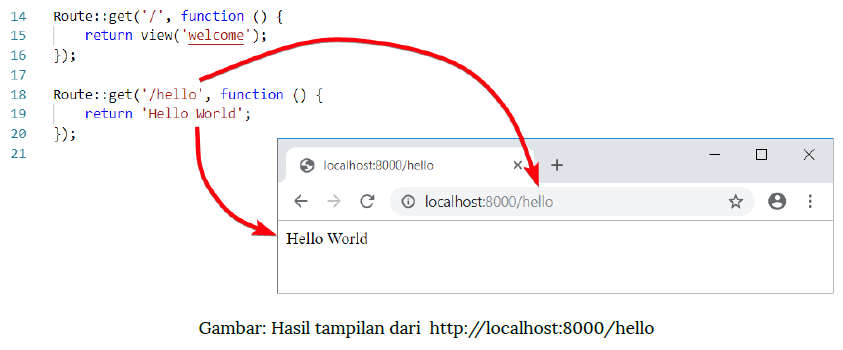 14 Route::get('/', function () {
15 return view('welcome');
16 });
17
18 Route::get('/hello', function () {
19 return 'Hello World';
20 });
21
localhost:8000/hello
localhost:8000/hello
Hello World
Gambar: Hasil tampilan dari http://localhost:8000/hello